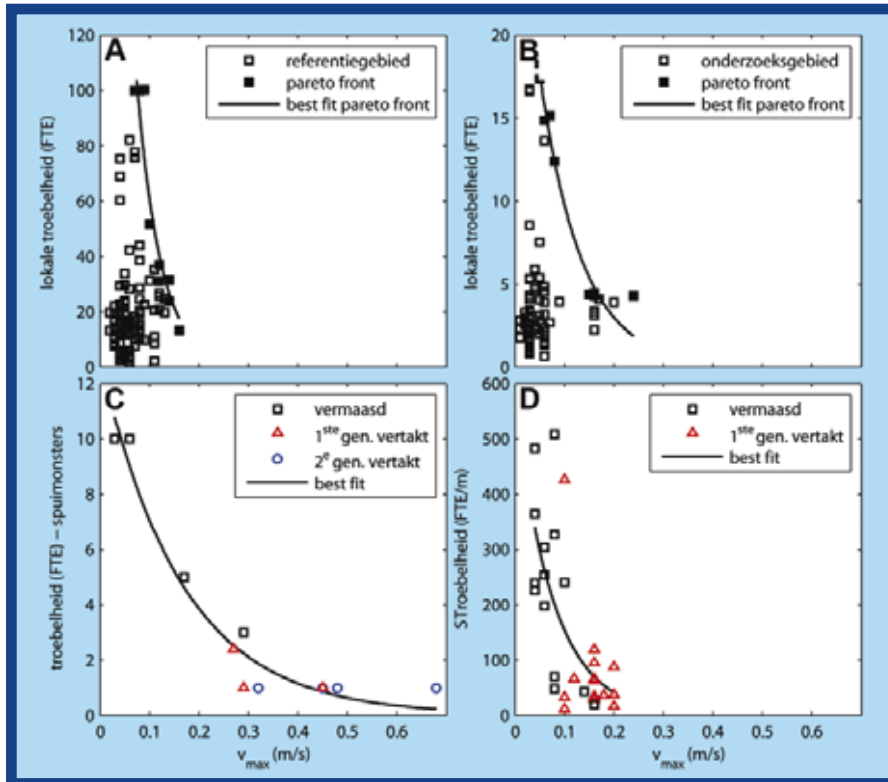 A
120
100
80
60
40
20
0
lokale troebelheid (FTE)
referentiegebied
pareto front
best fit pareto front
B
20
15
10
5
0
lokale troebelheid (FTE)
onderzoeksgebied
pareto front
best fit pareto front
C
12
10
8
6
4
2
0
troebelheid (FTE) – spuimonsters
vermaasd
1ste gen. vertakt
2e gen. vertakt
best fit
0 0.1 0.2 0.3 0.4 0.5 0.6
vmax (m/s)
D
600
500
400
300
200
100
0
STroebelheid (FTE/m)
vermaasd
1ste gen. vertakt
best fit
0 0.1 0.2 0.3 0.4 0.5 0.6
vmax (m/s)